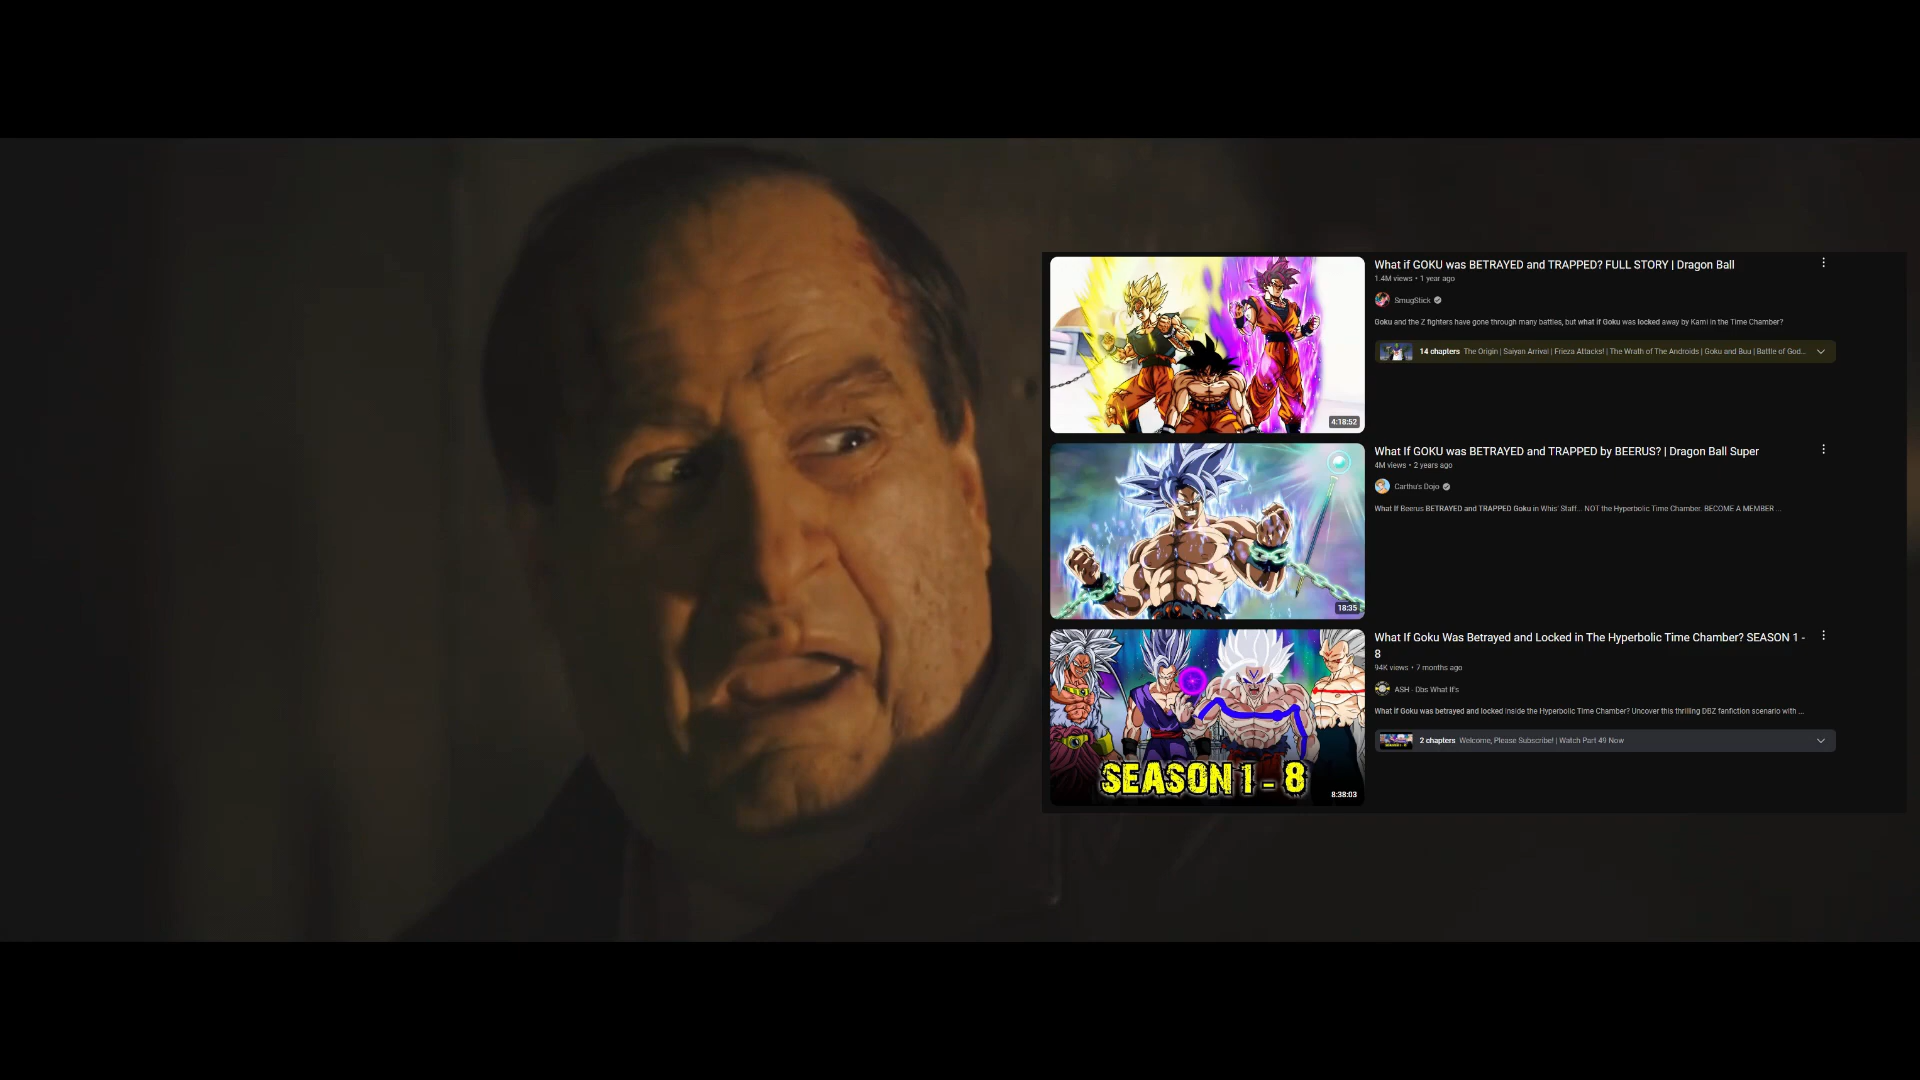 What if GOKU was BETRAYED and TRAPPED? FULL STORY | Dragon Ball
1.4M views • 1 year ago
SmugStick
Goku and the Z fighters have gone through many battles, but what if Goku was locked away by Kami in the Time Chamber?
14 chapters The Origin | Saiyan Arrival | Frieza Attacks! | The Wrath of The Androids | Goku and Buu | Battle of God...
4:18:52
What If GOKU was BETRAYED and TRAPPED by BEERUS? | Dragon Ball Super
4M views • 2 years ago
Carthu's Dojo
What If Beerus BETRAYED and TRAPPED Goku in Whis' Staff... NOT the Hyperbolic Time Chamber. BECOME A MEMBER ...
18:35
What If Goku Was Betrayed and Locked in The Hyperbolic Time Chamber? SEASON 1 -
8
94K views • 7 months ago
ASH - Dbs What If's
What if Goku was betrayed and locked inside the Hyperbolic Time Chamber? Uncover this thrilling DBZ fanfiction scenario with ...
2 chapters Welcome, Please Subscribe! | Watch Part 49 Now
SEASON 1 - 8
8:38:03